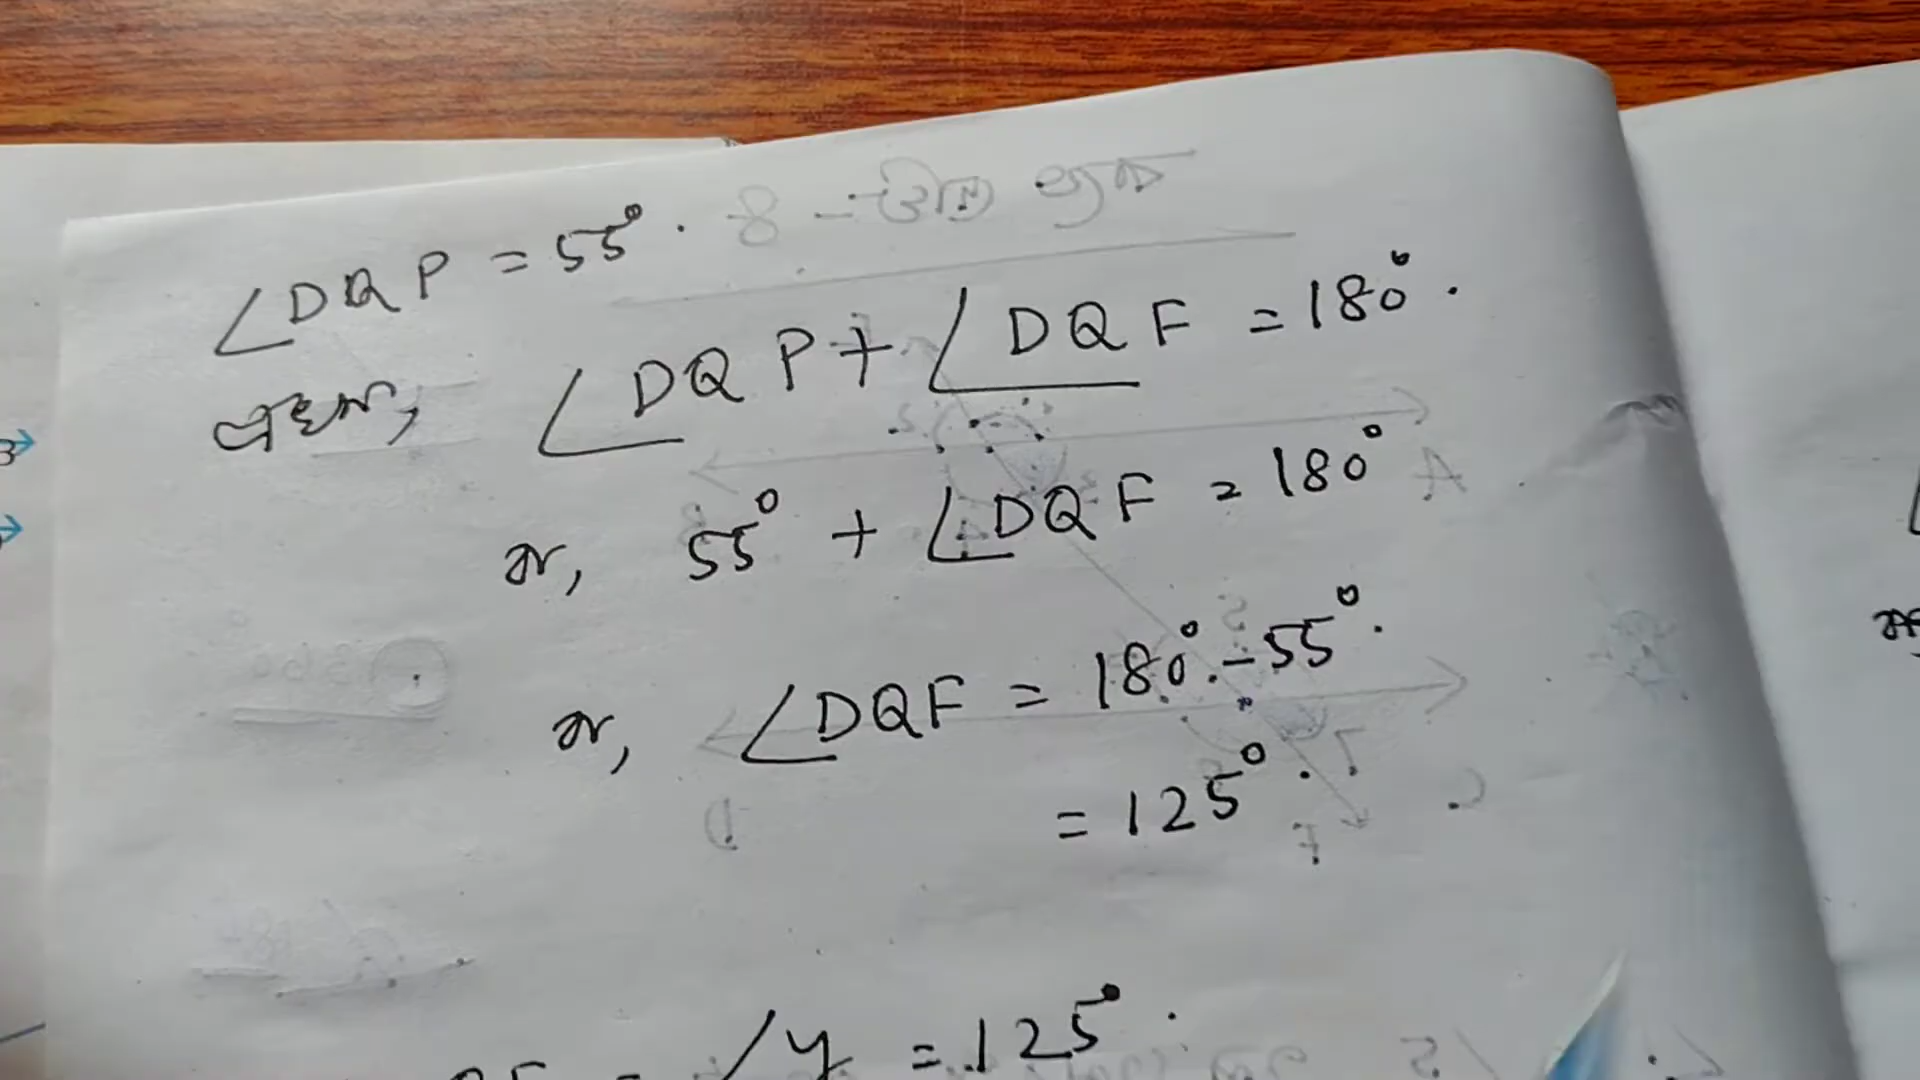 ∠DQP = 55°.
এখন, ∠DQP + ∠DQF = 180°.
বা, 55° + ∠DQF = 180°
বা, ∠DQF = 180° - 55°.
= 125°.
= ∠y = 125°.